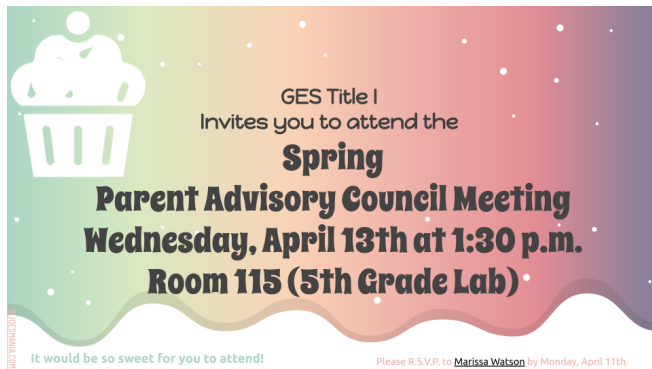 GES Title I
Invites you to attend the
Spring
Parent Advisory Council Meeting
Wednesday, April 13th at 1:30 p.m.
Room 115 (5th Grade Lab)
It would be so sweet for you to attend!
Please R.S.V.P. to Marissa Watson by Monday, April 11th.